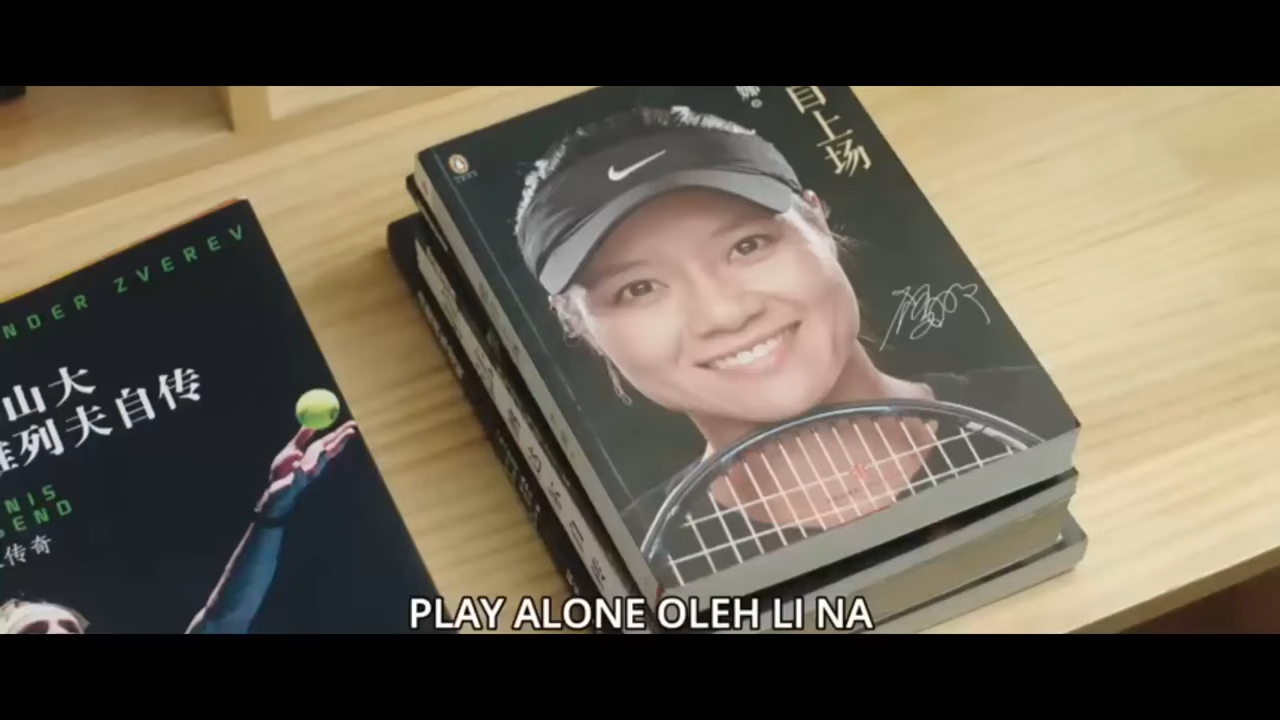 NDER ZVEREV
山大
列夫自传
NIS
END
传奇
娜
自上场
PLAY ALONE OLEH LI NA